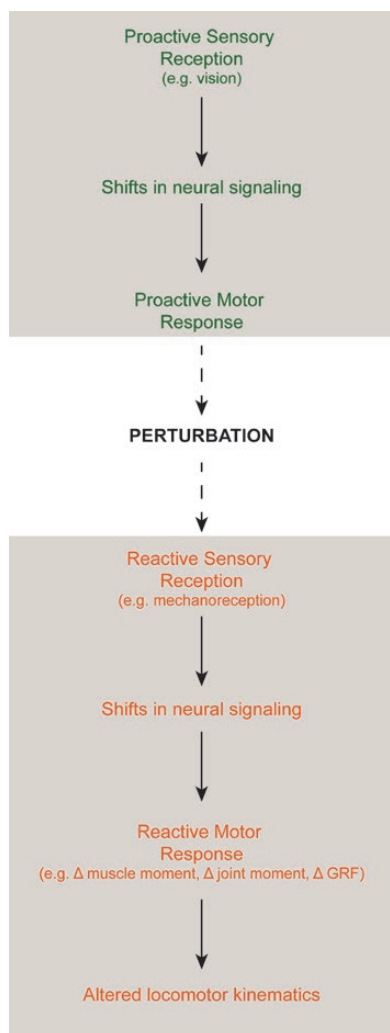 Proactive Sensory
Reception
(e.g. vision)
Shifts in neural signaling
Proactive Motor
Response
PERTURBATION
Reactive Sensory
Reception
(e.g. mechanoreception)
Shifts in neural signaling
Reactive Motor
Response
(e.g. Δ muscle moment, Δ joint moment, Δ GRF)
Altered locomotor kinematics